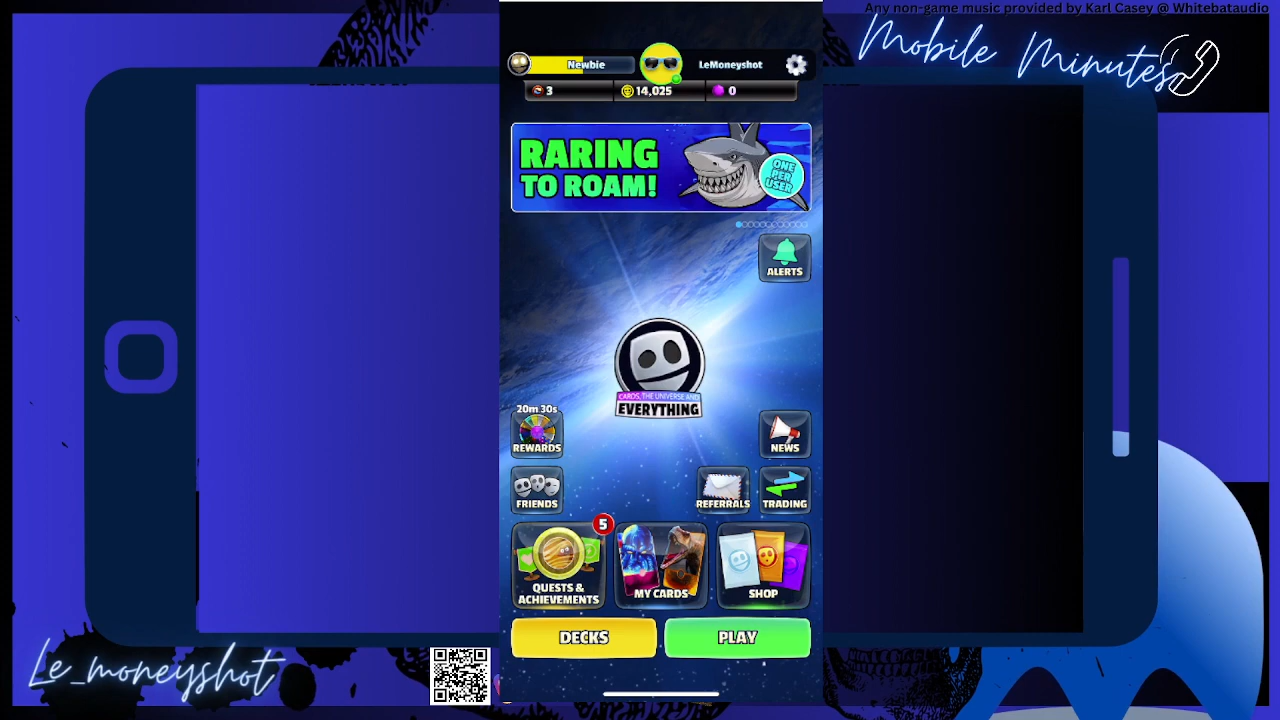 Any non-game music provided by Karl Casey @ Whitebataudio
Mobile Minutes
Newbie
LeMoneyshot
3
14,025
0
RARING
TO ROAM!
ONE
PER
USER
ALERTS
CARDS, THE UNIVERSE AND
EVERYTHING
20m 30s
REWARDS
NEWS
FRIENDS
REFERRALS
TRADING
5
QUESTS &
ACHIEVEMENTS
MY CARDS
SHOP
DECKS
PLAY
Le_moneyshot